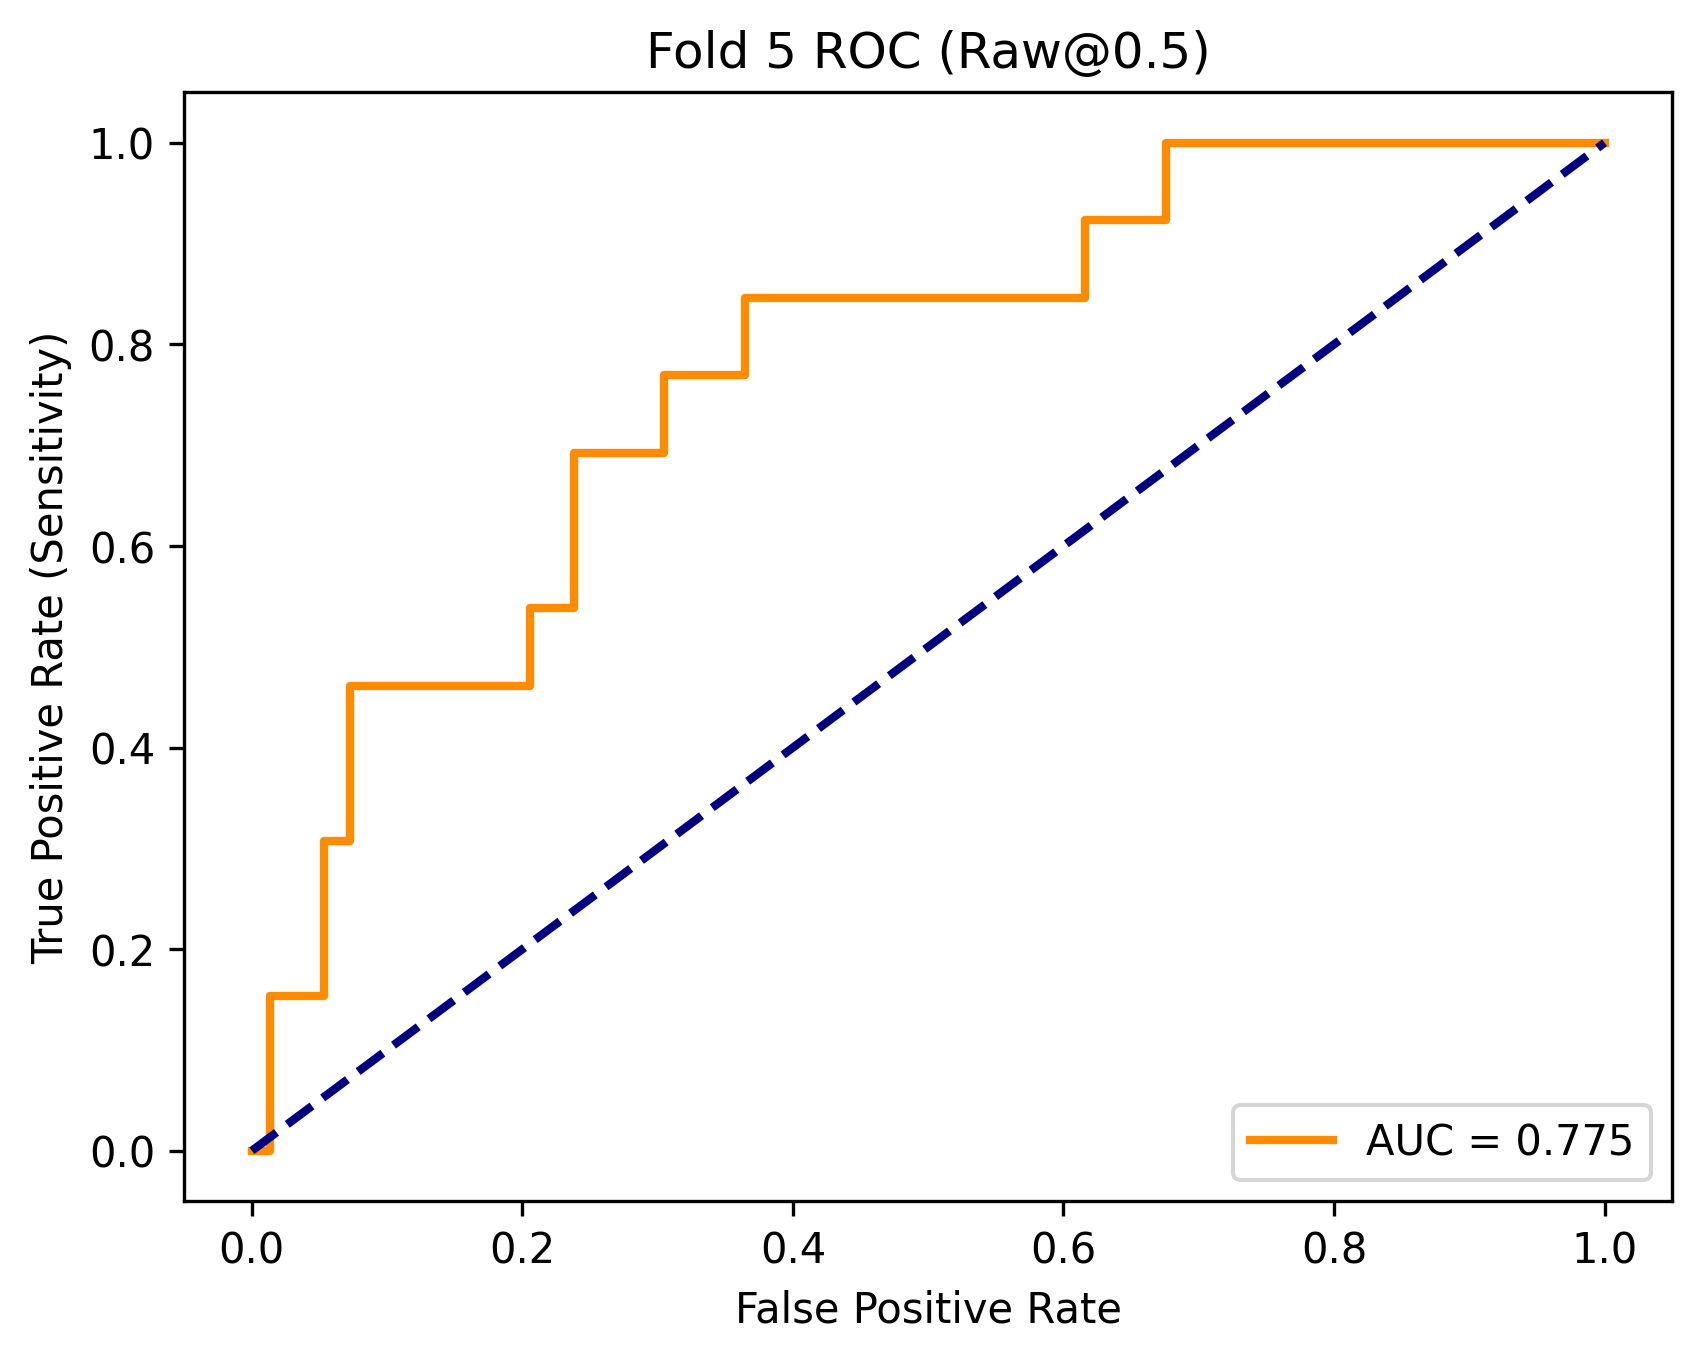 Fold 5 ROC (Raw@0.5)
True Positive Rate (Sensitivity)
1.0
0.8
0.6
0.4
0.2
0.0
AUC = 0.775
0.0 0.2 0.4 0.6 0.8 1.0
False Positive Rate